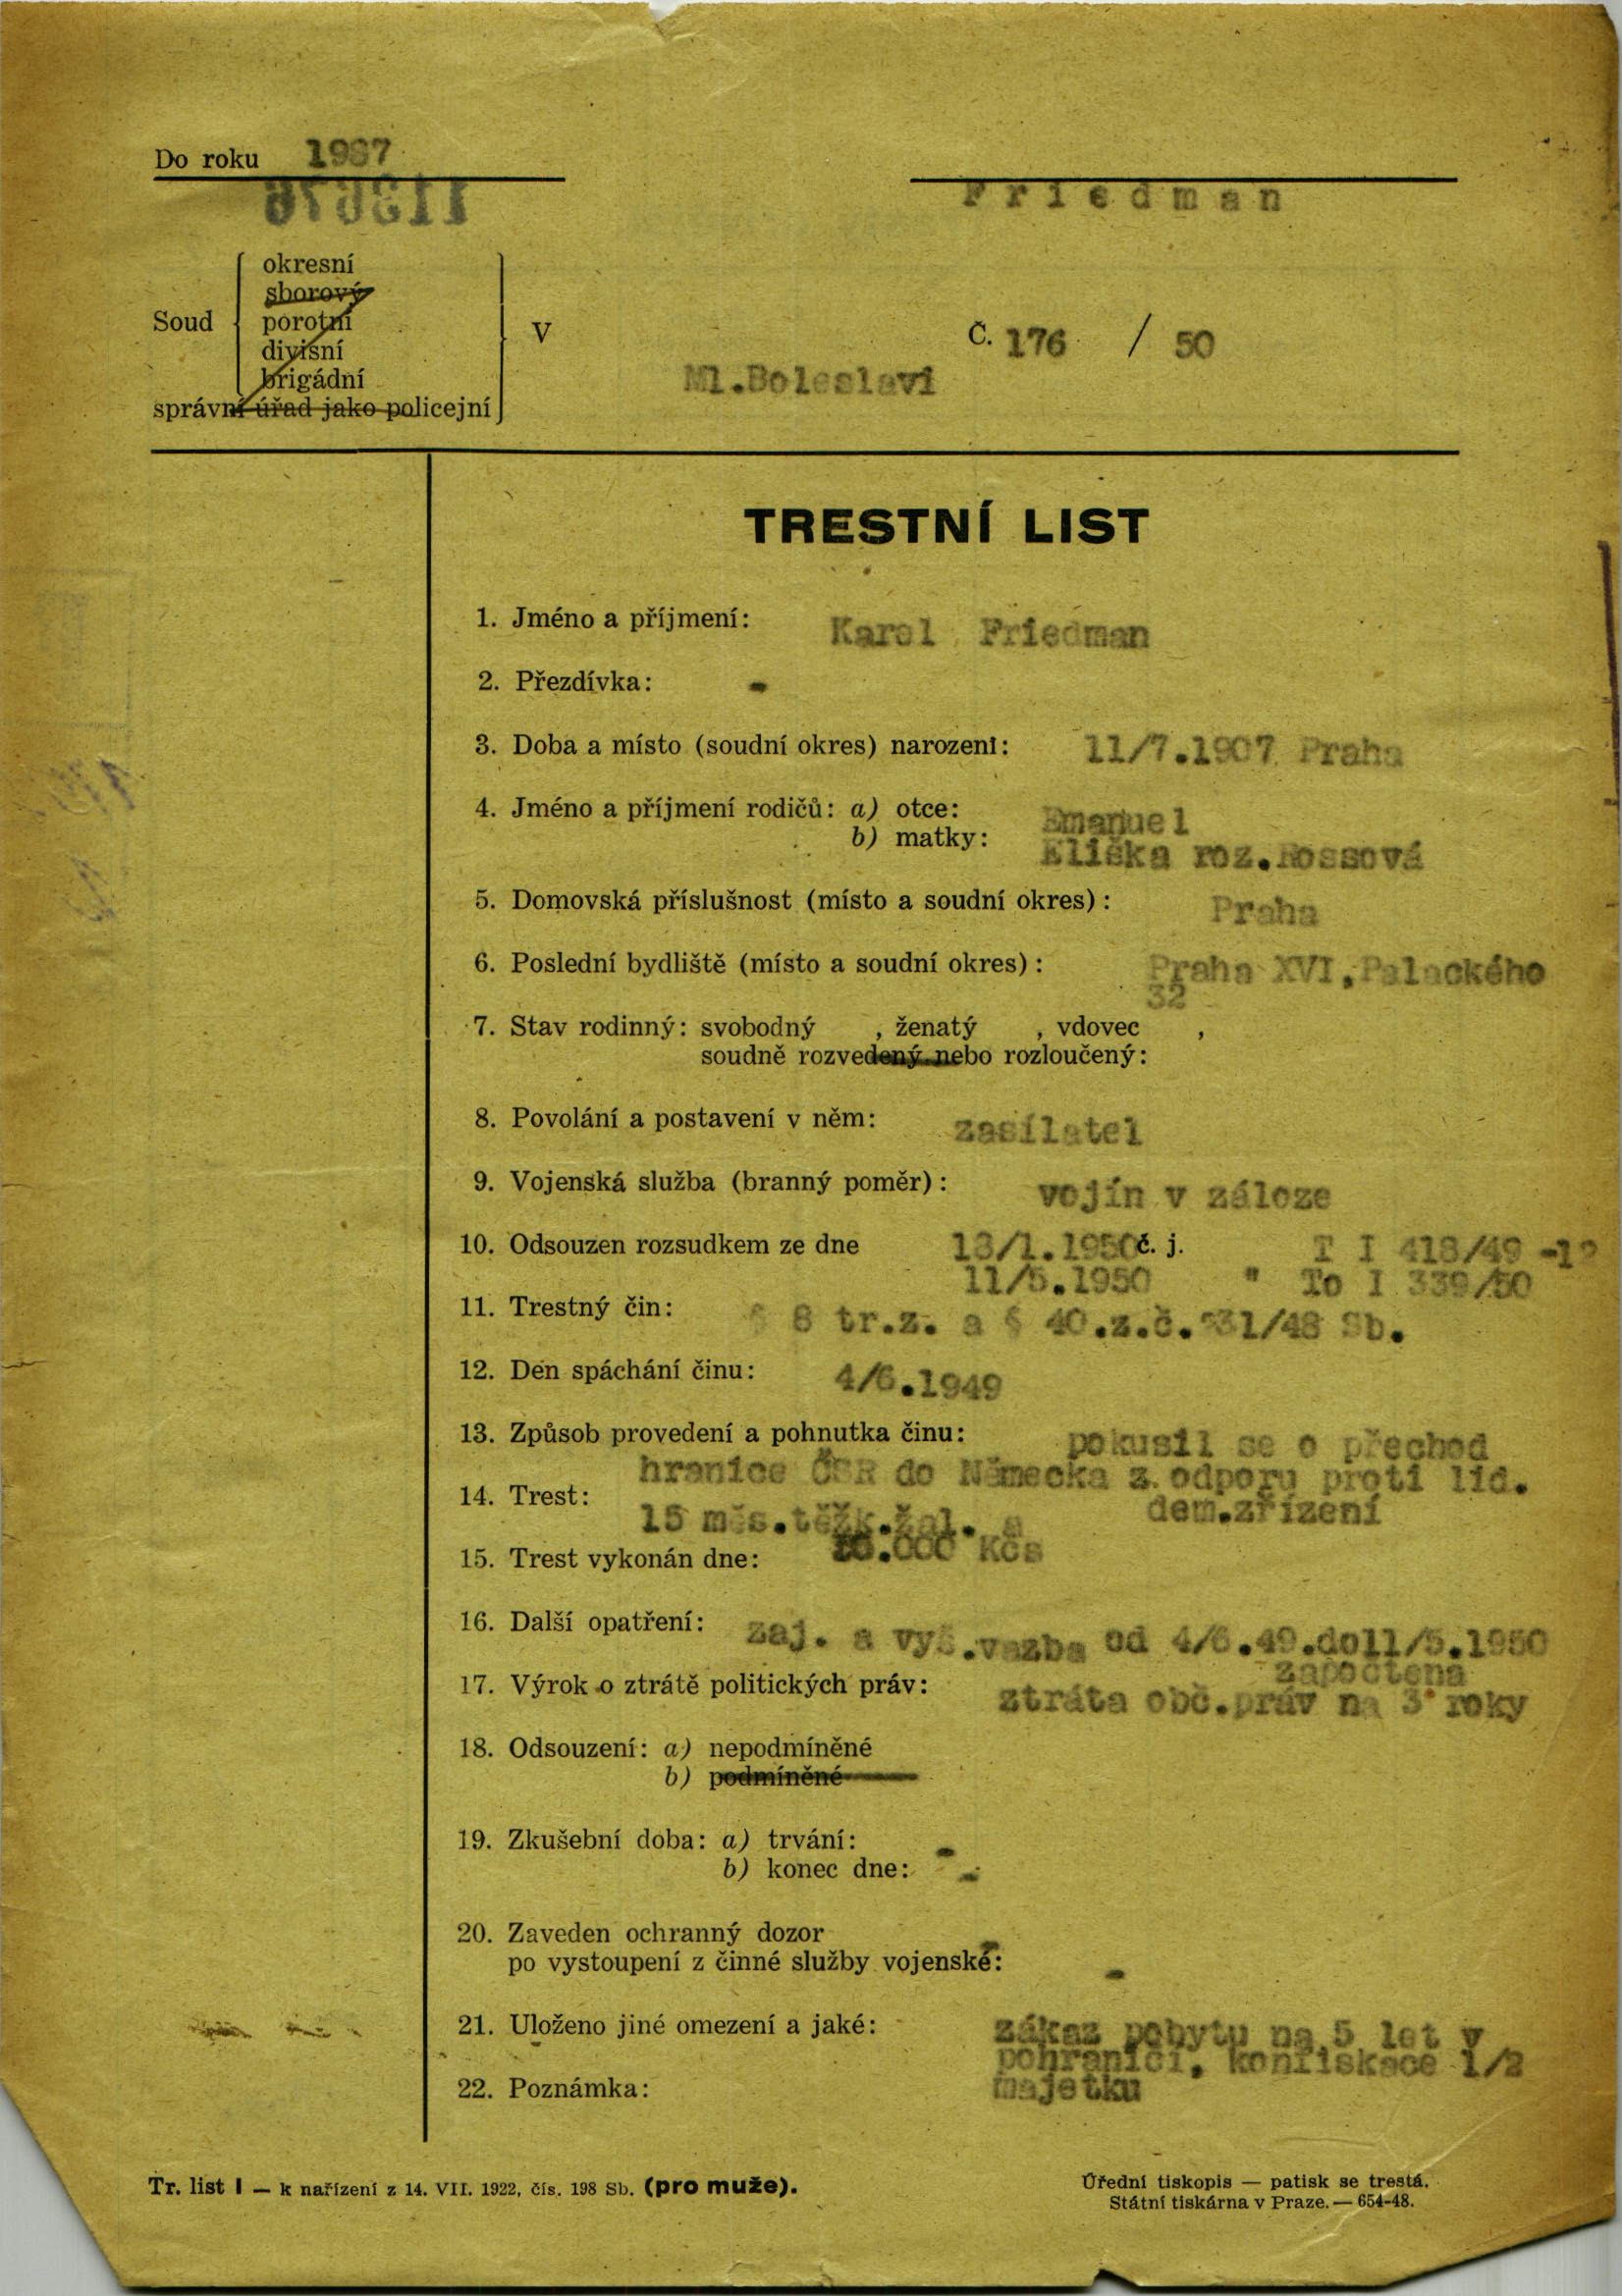 Do roku 1987
Friedman
okresní
sborový
Soud porotní
divisní
brigádní
správní úřad jako policejní
V Ml.Boleslavi
Č. 176 / 50
TRESTNÍ LIST
1. Jméno a příjmení: Karel Friedman
2. Přezdívka: -
3. Doba a místo (soudní okres) narození: 11/7.1907 Praha
4. Jméno a příjmení rodičů: a) otce: Emanuel
b) matky: Eliška roz.
5. Domovská příslušnost (místo a soudní okres): Praha
6. Poslední bydliště (místo a soudní okres): Praha XVI,Palackého
32
7. Stav rodinný: svobodný , ženatý , vdovec ,
soudně rozvedený nebo rozloučený:
8. Povolání a postavení v něm: zasílatel
9. Vojenská služba (branný poměr): vojín v záloze
10. Odsouzen rozsudkem ze dne 13/1.1950 č. j. T I 418/49
11/5.1950 " To I 339/50
11. Trestný čin: § 8 tr.z. a § 40.z.č.231/48 Sb.
12. Den spáchání činu: 4/6.1949
13. Způsob provedení a pohnutka činu: pokusil se o přechod
hranice ČSR do Německa z odporu proti lid.
dem.zřízení
14. Trest: 15 měs.těžk.žal. a
10.000 Kčs
15. Trest vykonán dne:
16. Další opatření: zaj. a vyš.vazba od 4/6.49.do11/5.1950
započtena
17. Výrok o ztrátě politických práv: ztráta obč.práv na 3 roky
18. Odsouzení: a) nepodmíněné
b) podmíněné
19. Zkušební doba: a) trvání: -
b) konec dne: -
20. Zaveden ochranný dozor
po vystoupení z činné služby vojenské: -
21. Uloženo jiné omezení a jaké: zákaz pobytu na 5 let v
pohraničí, konfiskace 1/2
majetku
22. Poznámka:
Tr. list I — k nařízení z 14. VII. 1922, čís. 198 Sb. (pro muže).
Úřední tiskopis — patisk se trestá.
Státní tiskárna v Praze. — 654-48.